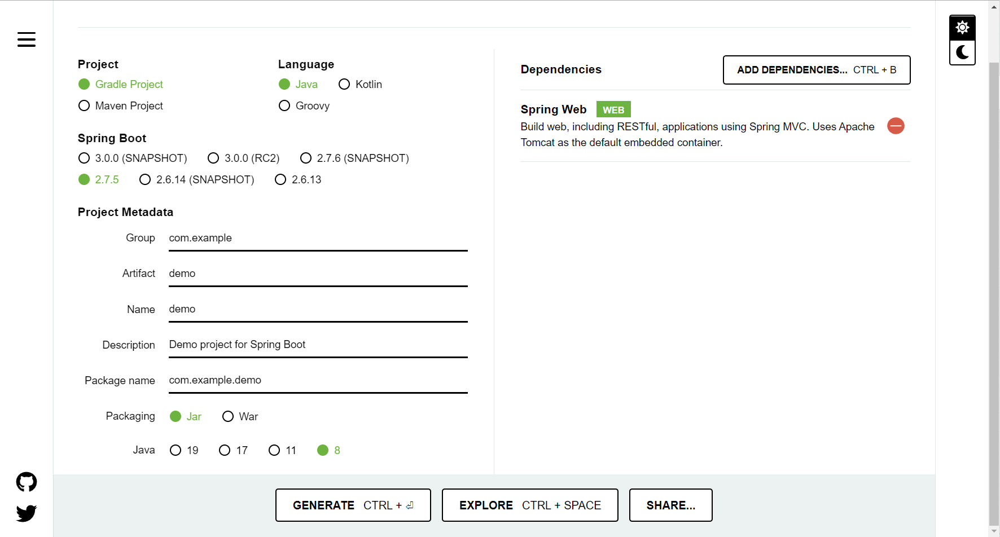 Project
Gradle Project
Maven Project
Language
Java Kotlin
Groovy
Spring Boot
3.0.0 (SNAPSHOT) 3.0.0 (RC2) 2.7.6 (SNAPSHOT)
2.7.5 2.6.14 (SNAPSHOT) 2.6.13
Project Metadata
Group com.example
Artifact demo
Name demo
Description Demo project for Spring Boot
Package name com.example.demo
Packaging Jar War
Java 19 17 11 8
Dependencies
ADD DEPENDENCIES... CTRL + B
Spring Web WEB
Build web, including RESTful, applications using Spring MVC. Uses Apache
Tomcat as the default embedded container.
GENERATE CTRL + ⏎
EXPLORE CTRL + SPACE
SHARE...